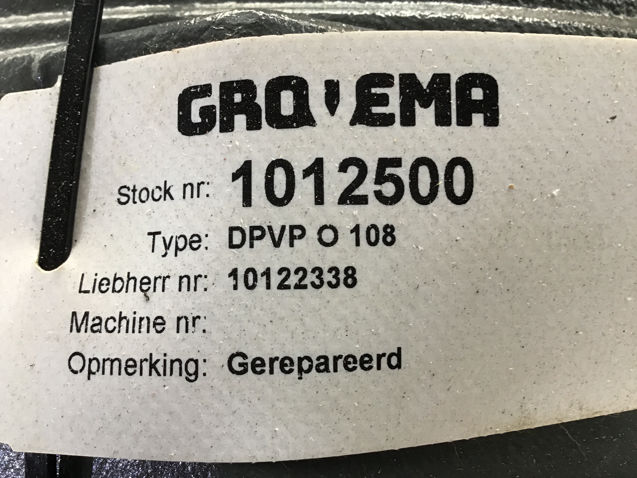 GROVEMA
Stock nr: 1012500
Type: DPVP O 108
Liebherr nr: 10122338
Machine nr:
Opmerking: Gerepareerd